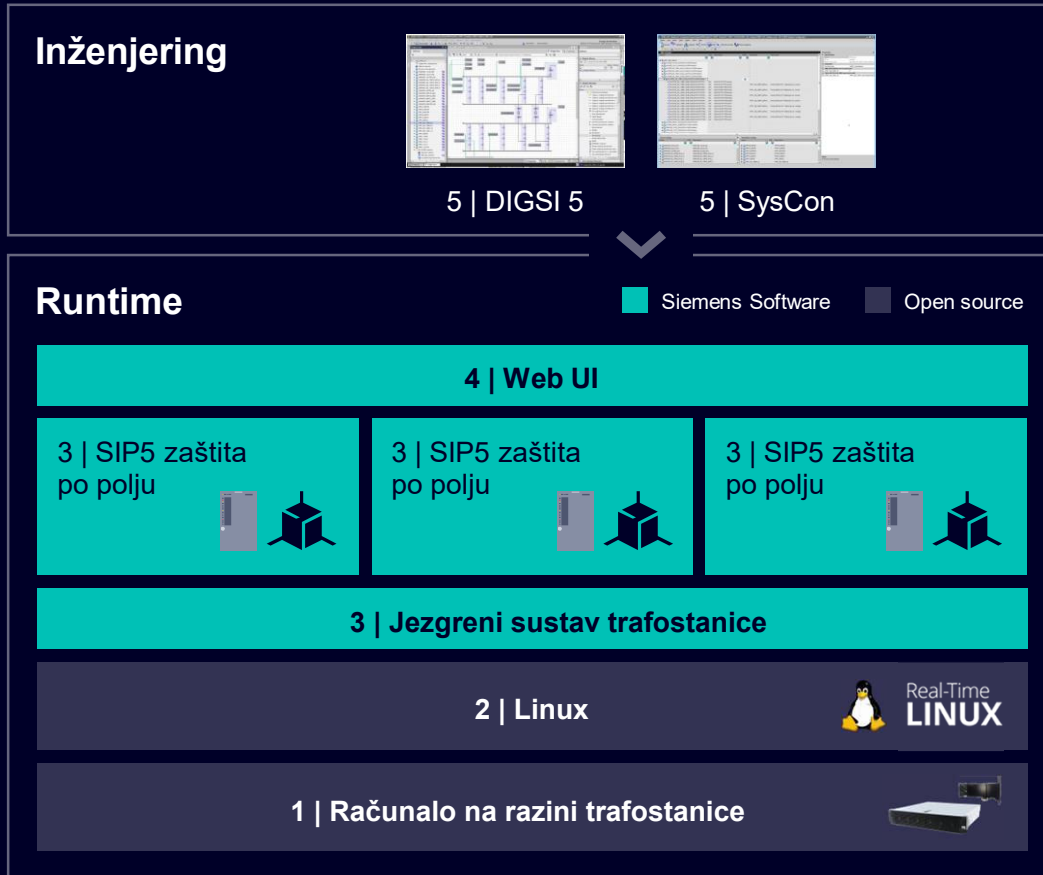 Inženjering
5 | DIGSI 5
5 | SysCon
Runtime
Siemens Software
Open source
4 | Web UI
3 | SIP5 zaštita
po polju
3 | SIP5 zaštita
po polju
3 | SIP5 zaštita
po polju
3 | Jezgreni sustav trafostanice
2 | Linux
Real-Time
LINUX
1 | Računalo na razini trafostanice